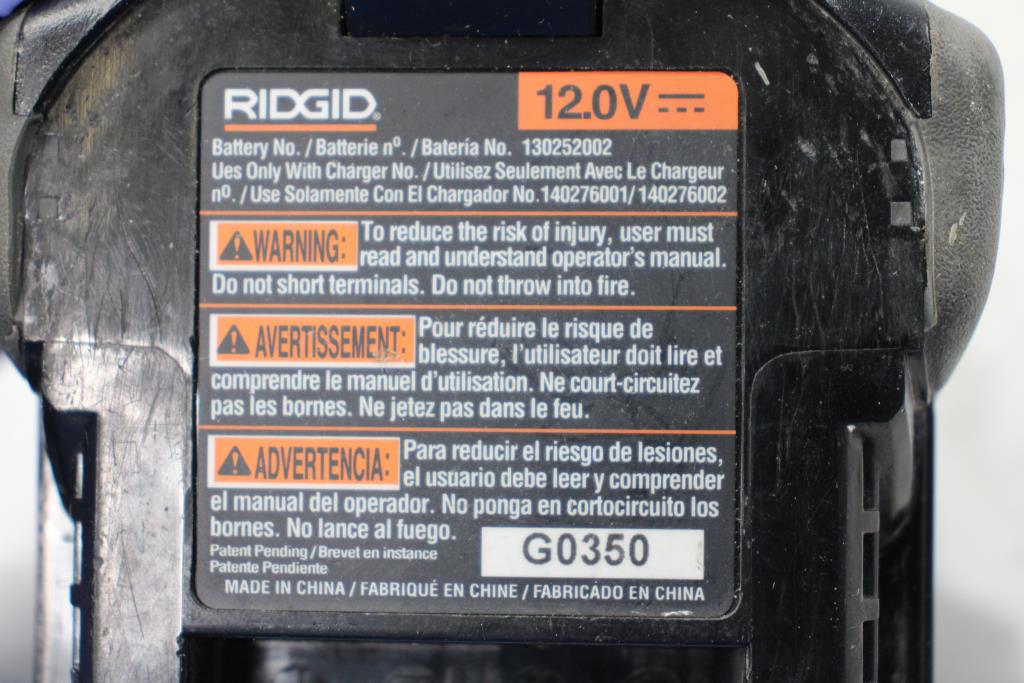 RIDGID®
12.0V
Battery No. / Batterie nº. / Batería No. 130252002
Ues Only With Charger No. / Utilisez Seulement Avec Le Chargeur
nº. / Use Solamente Con El Chargador No.140276001/ 140276002
WARNING: To reduce the risk of injury, user must
read and understand operator's manual.
Do not short terminals. Do not throw into fire.
AVERTISSEMENT: Pour réduire le risque de
blessure, l'utilisateur doit lire et
comprendre le manuel d'utilisation. Ne court-circuitez
pas les bornes. Ne jetez pas dans le feu.
ADVERTENCIA: Para reducir el riesgo de lesiones,
el usuario debe leer y comprender
el manual del operador. No ponga en cortocircuito los
bornes. No lance al fuego.
Patent Pending / Brevet en instance
Patente Pendiente
G0350
MADE IN CHINA / FABRIQUÉ EN CHINE / FABRICADO EN CHINA